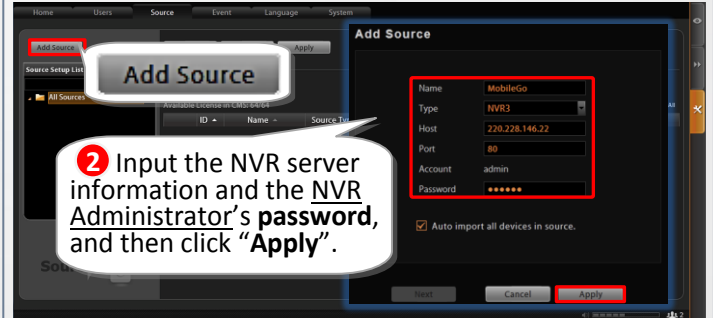 Home Users Source Event Language System
Add Source
Apply
Source Setup List
All Sources
Add Source
Available License in CMS: 64/64
ID Name Source Ty
All
2 Input the NVR server
information and the NVR
Administrator's password,
and then click “Apply”.
Sou
Add Source
Name MobileGo
Type NVR3
Host 220.228.146.22
Port 80
Account admin
Password ●●●●●●
Auto import all devices in source.
Next Cancel Apply
2